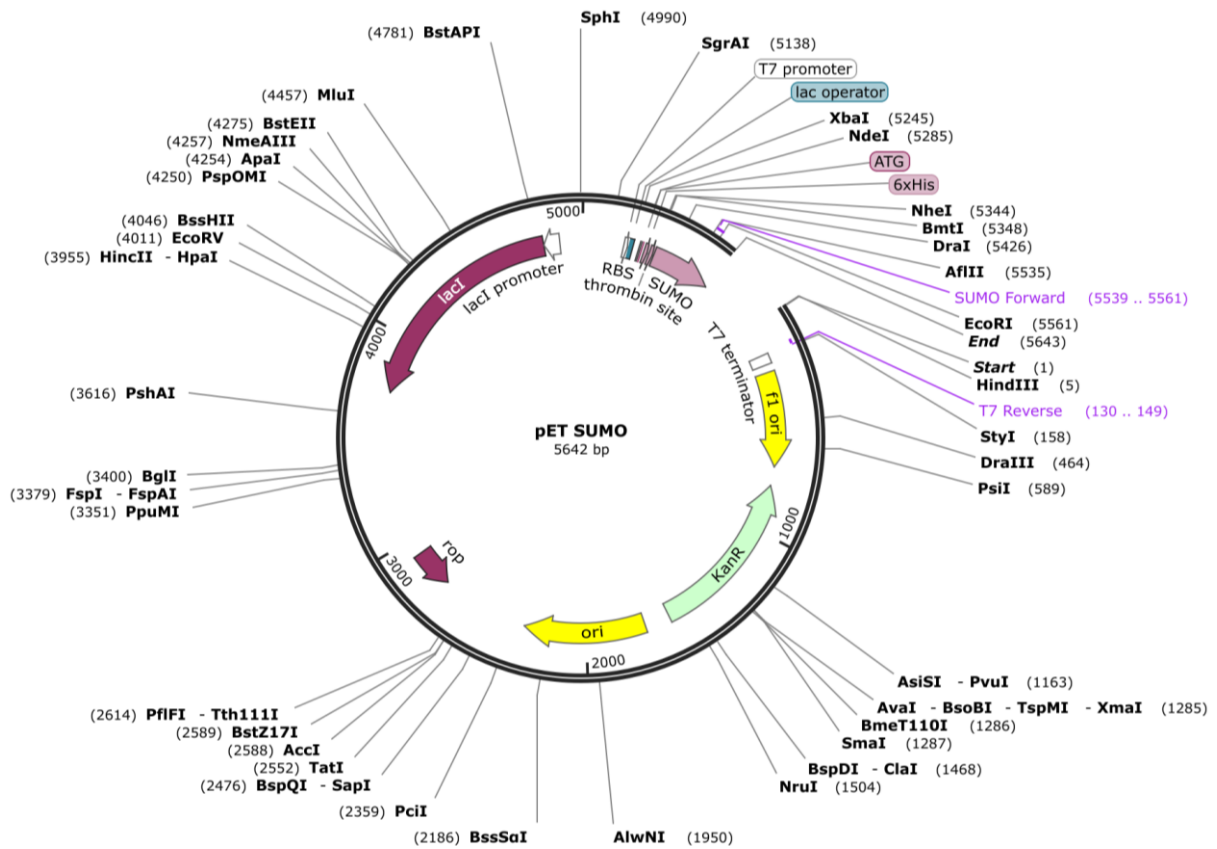 SphI (4990)
(4781) BstAPI
SgrAI (5138)
T7 promoter
lac operator
XbaI (5245)
NdeI (5285)
ATG
6xHis
NheI (5344)
BmtI (5348)
DraI (5426)
AflII (5535)
SUMO Forward (5539 .. 5561)
EcoRI (5561)
End (5643)
Start (1)
HindIII (5)
T7 Reverse (130 .. 149)
StyI (158)
DraIII (464)
PsiI (589)
(4457) MluI
(4275) BstEII
(4257) NmeAIII
(4254) ApaI
(4250) PspOMI
(4046) BssHII
(4011) EcoRV
(3955) HincII - HpaI
(3616) PshAI
(3400) BglI
(3379) FspI - FspAI
(3351) PpuMI
5000
4000
3000
2000
1000
lacI
lacI promoter
RBS
thrombin site
SUMO
T7 terminator
f1 ori
KanR
ori
rop
pET SUMO
5642 bp
AsiSI - PvuI (1163)
AvaI - BsoBI - TspMI - XmaI (1285)
BmeT110I (1286)
SmaI (1287)
BspDI - ClaI (1468)
NruI (1504)
AlwNI (1950)
(2614) PflFI - Tth111I
(2589) BstZ17I
(2588) AccI
(2552) TatI
(2476) BspQI - SapI
(2359) PciI
(2186) BssSαI